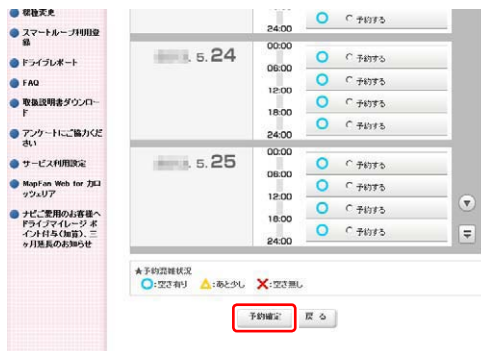 機種変更
スマートループ利用登
録
ドライブレポート
FAQ
取扱説明書ダウンロー
ド
アンケートにご協力くだ
さい
サービス利用設定
MapFan Web for カロ
ッツェリア
ナビご愛用のお客様へ
ドライブマイレージ ポ
イント付与(加算)、三
ヶ月延長のお知らせ
24:00
予約する
. 5. 24
00:00
予約する
06:00
予約する
12:00
予約する
18:00
予約する
24:00
. 5. 25
00:00
予約する
06:00
予約する
12:00
予約する
18:00
予約する
24:00
★予約混雑状況
:空き有り :あと少し :空き無し
予約確定 戻 る